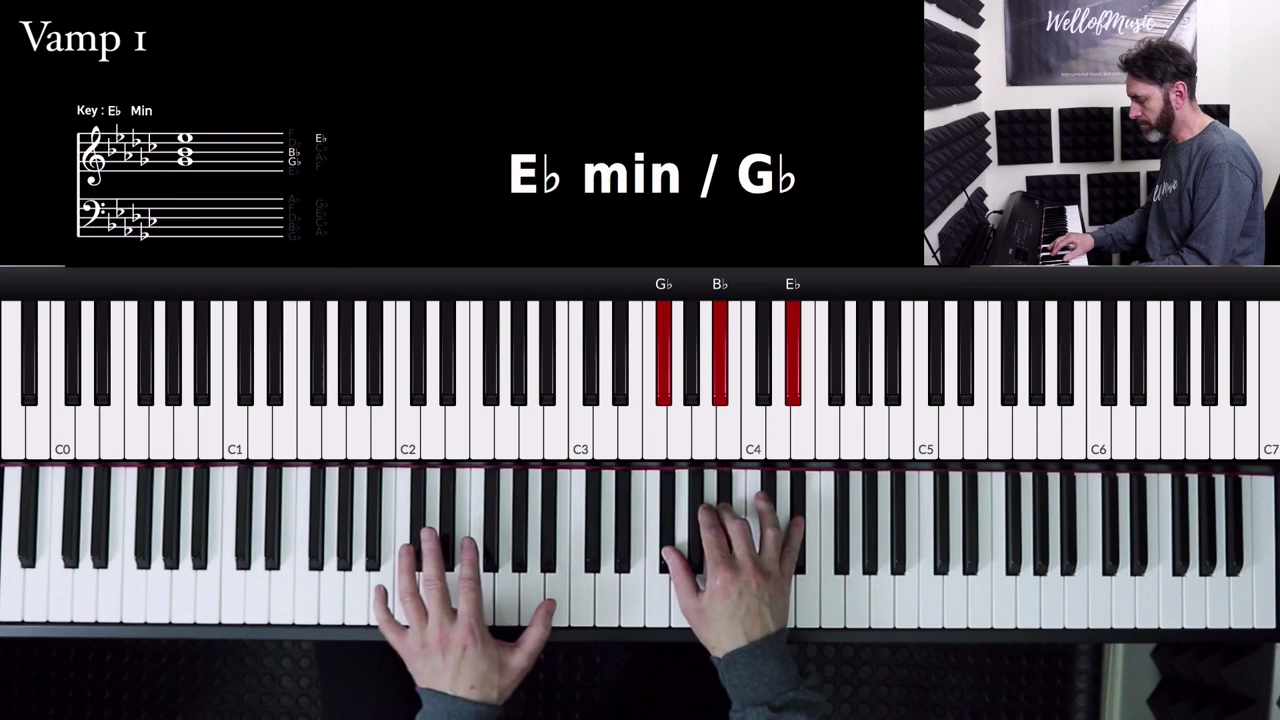 Vamp 1
Key : E♭ Min
E♭
B♭
G♭
E♭ min / G♭
WellofMusic
G♭ B♭ E♭
C0 C1 C2 C3 C4 C5 C6 C7